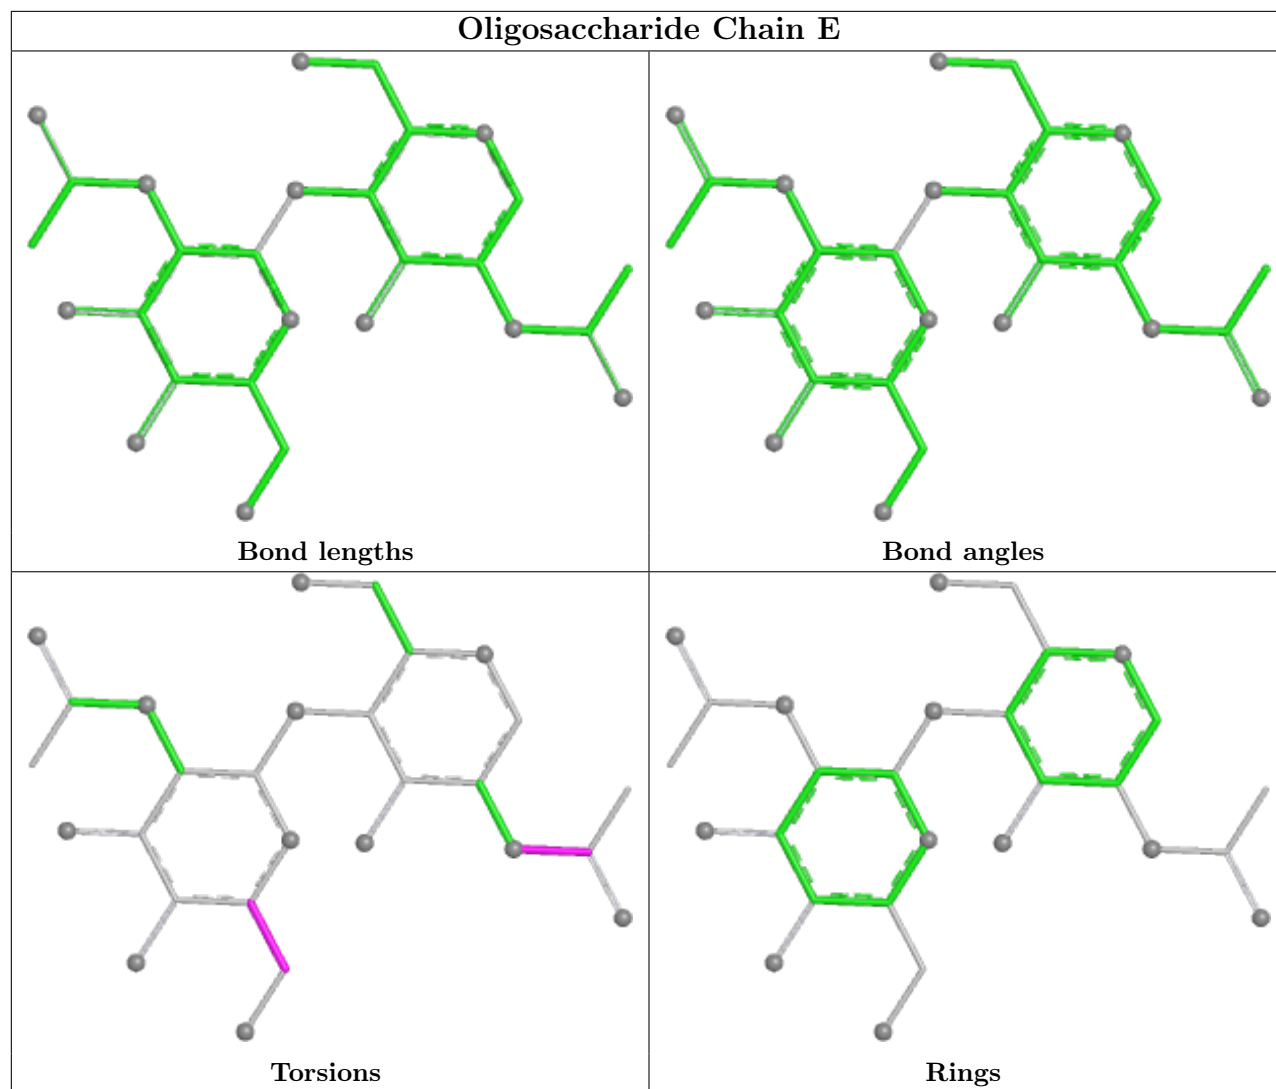 Oligosaccharide Chain E
Bond lengths
Bond angles
Torsions
Rings